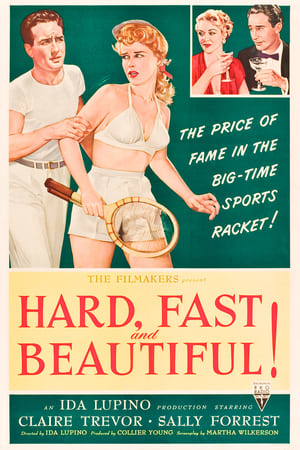 THE PRICE OF
FAME IN THE
BIG-TIME
SPORTS
RACKET!
THE FILMAKERS present
HARD, FAST
and
BEAUTIFUL!
AN IDA LUPINO PRODUCTION STARRING
CLAIRE TREVOR • SALLY FORREST
Directed by IDA LUPINO Produced by COLLIER YOUNG Screenplay by MARTHA WILKERSON
RKO
RADIO